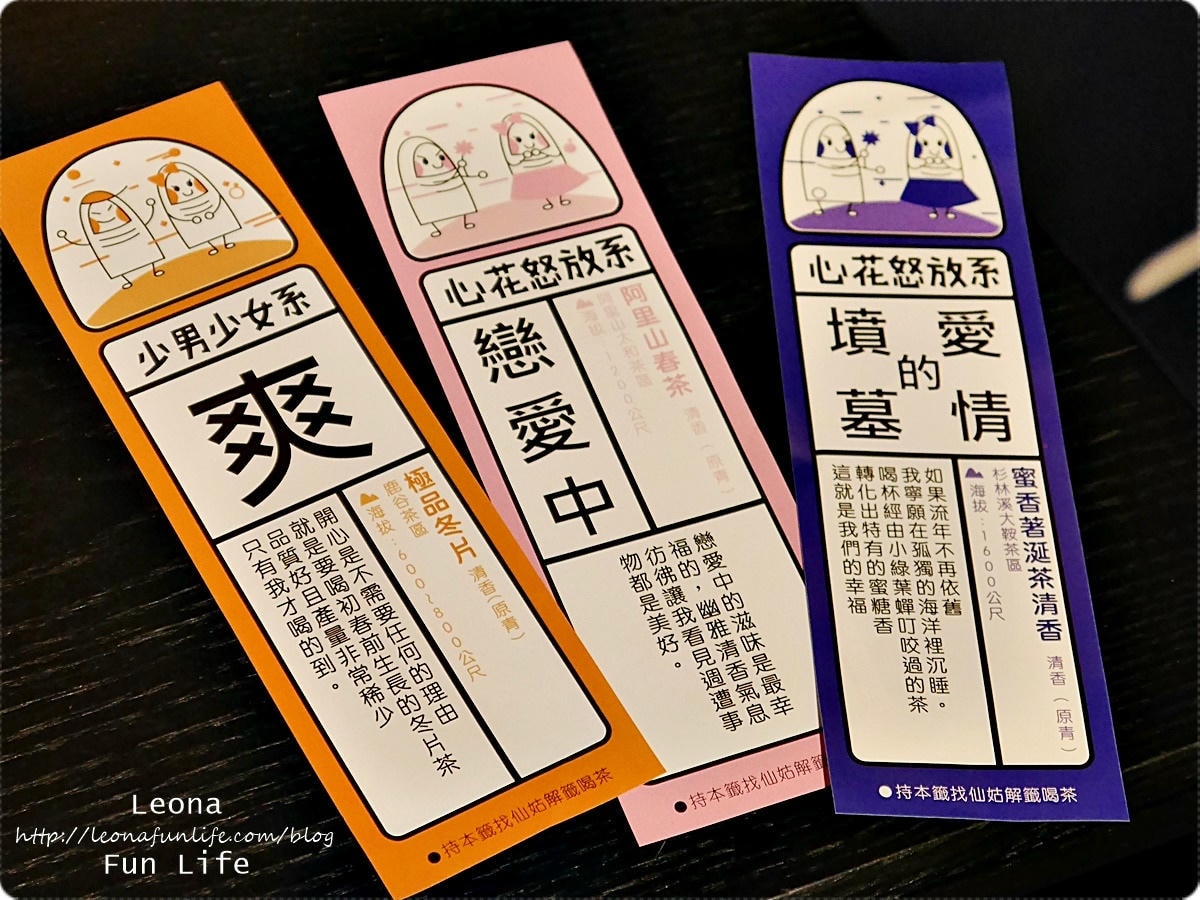 少男少女系
爽
極品冬片 清香(原青)
鹿谷茶區
海拔:600~800公尺
開心是不需要任何的理由
就是要喝初春前生長的冬片茶
品質好且產量非常稀少
只有我才喝的到。
●持本籤找仙姑解籤喝茶
心花怒放系
戀愛中
阿里山春茶 清香(原青)
阿里山太和茶區
海拔:1200公尺
戀愛中的滋味是最幸
福的,幽雅清香氣息
彷彿讓我看見週遭事
物都是美好。
●持本籤找仙姑解籤
心花怒放系
愛情
的
墳墓
蜜香著涎茶清香 清香(原青)
杉林溪大鞍茶區
海拔:1600公尺
如果流年不再依舊
我寧願在孤獨的海洋裡沉睡。
喝杯經由小綠葉蟬叮咬過的茶
轉化出特有的蜜糖香
這就是我們的幸福
●持本籤找仙姑解籤喝茶
Leona
http://leonafunlife.com/blog
Fun Life